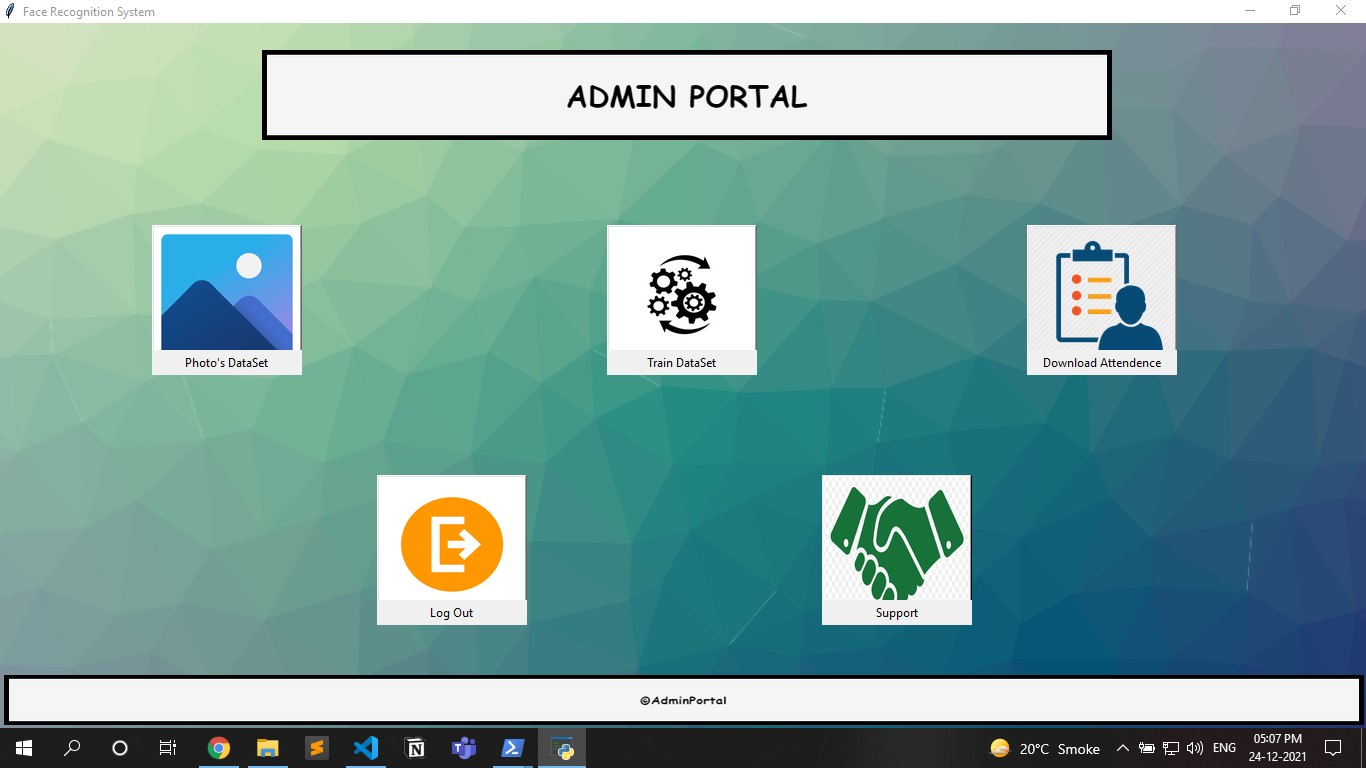 Face Recognition System
ADMIN PORTAL
Photo's DataSet
Train DataSet
Download Attendence
Log Out
Support
©AdminPortal
20°C Smoke
ENG
05:07 PM
24-12-2021